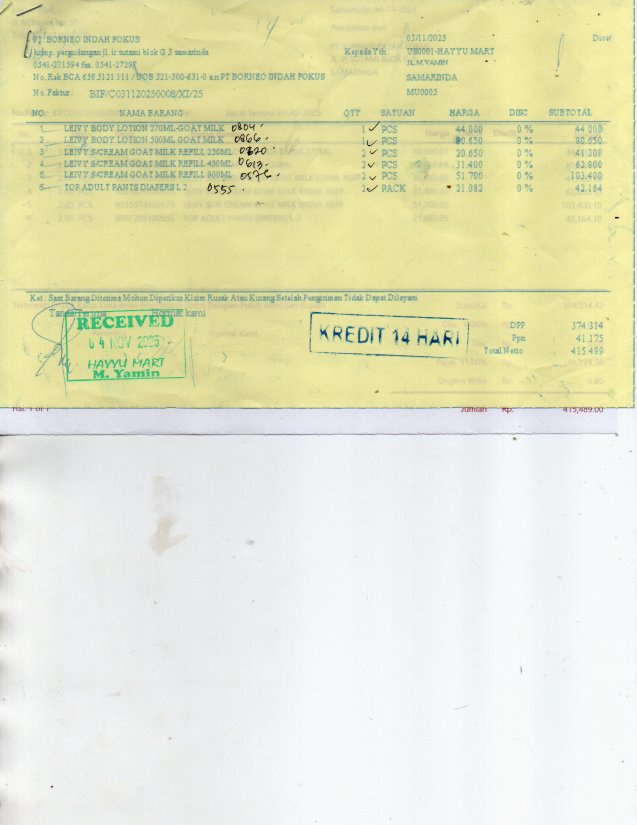 PT BORNEO INDAH FOKUS
komp. pergudangan jl. ir sutami blok G 3 samarinda
0541-271594 fax. 0541-2729
No. Rek BCA 658.5121.111 / UOB 521-300-631-0 a.n PT BORNEO INDAH FOKUS
No. Faktur : BIF/C031120250008/XI/25
03/11/2025
Kepada Yth. US0001-HAYYU MART
JL.M.YAMIN
SAMARINDA
MU0005
Dicet
NO. NAMA BARANG QTY SATUAN HARGA DISC SUBTOTAL
1 LEIVY BODY LOTION 270ML-GOAT MILK 0804 1 PCS 44.000 0 % 44.000
2 LEIVY BODY LOTION 500ML GOAT MILK 0866 1 PCS 80.650 0 % 80.650
3 LEIVY S/CREAM GOAT MILK REFILL 250ML 0620 2 PCS 20.650 0 % 41.300
4 LEIVY S/CREAM GOAT MILK REFILL 450ML 0613 2 PCS 31.400 0 % 62.800
5 LEIVY S/CREAM GOAT MILK REFILL 900ML 0576 2 PCS 51.700 0 % 103.400
6 TOP ADULT PANTS DIAPERS L 2 0555 2 PACK 21.082 0 % 42.164
Ket : Saat Barang Diterima Mohon Diperiksa Klaim Rusak Atau Kurang Setelah Pengiriman Tidak Dapat Dilayani
Tanda Terima Hormat kami
RECEIVED
04 NOV 2025
HAYYU MART
M. Yamin
KREDIT 14 HARI
DPP 374.314
Ppn 41.175
Total Netto 415.489
Hal. 1 of 1 Jumlah Rp. 415,489.00